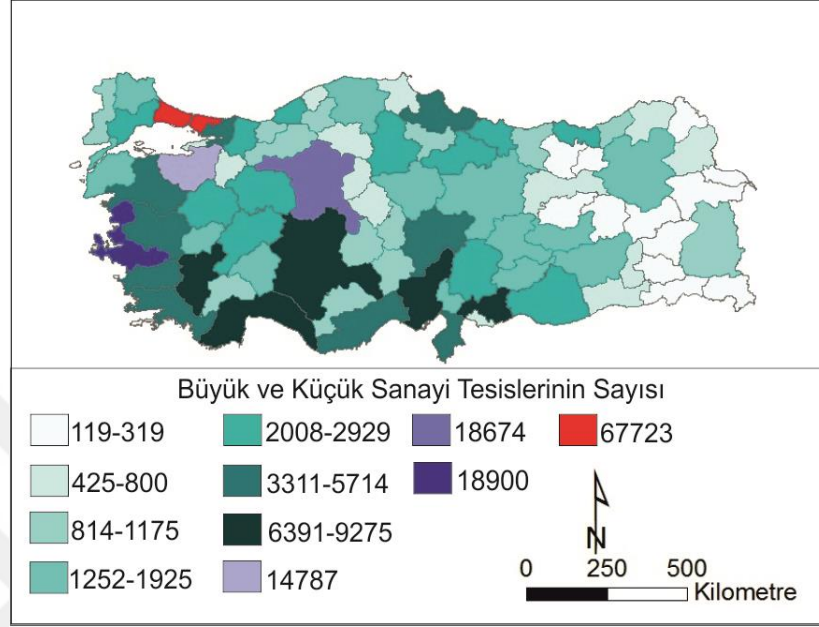 Büyük ve Küçük Sanayi Tesislerinin Sayısı
119-319
2008-2929
18674
67723
425-800
3311-5714
18900
814-1175
6391-9275
1252-1925
14787
N
0 250 500
Kilometre